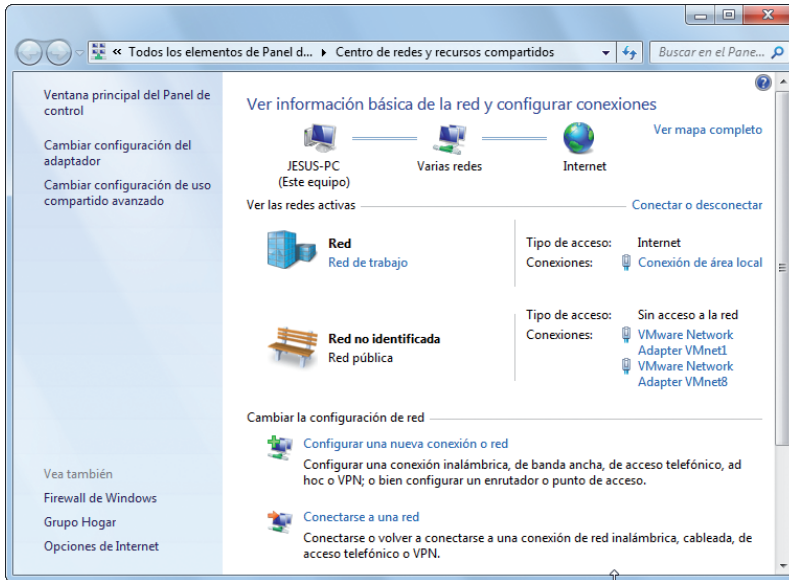 « Todos los elementos de Panel d... ▸ Centro de redes y recursos compartidos
Buscar en el Pane...
Ventana principal del Panel de
control
Cambiar configuración del
adaptador
Cambiar configuración de uso
compartido avanzado
Vea también
Firewall de Windows
Grupo Hogar
Opciones de Internet
Ver información básica de la red y configurar conexiones
Ver mapa completo
JESUS-PC
(Este equipo)
Varias redes
Internet
Ver las redes activas
Conectar o desconectar
Red
Red de trabajo
Tipo de acceso: Internet
Conexiones: Conexión de área local
Red no identificada
Red pública
Tipo de acceso: Sin acceso a la red
Conexiones: VMware Network
Adapter VMnet1
VMware Network
Adapter VMnet8
Cambiar la configuración de red
Configurar una nueva conexión o red
Configurar una conexión inalámbrica, de banda ancha, de acceso telefónico, ad
hoc o VPN; o bien configurar un enrutador o punto de acceso.
Conectarse a una red
Conectarse o volver a conectarse a una conexión de red inalámbrica, cableada, de
acceso telefónico o VPN.